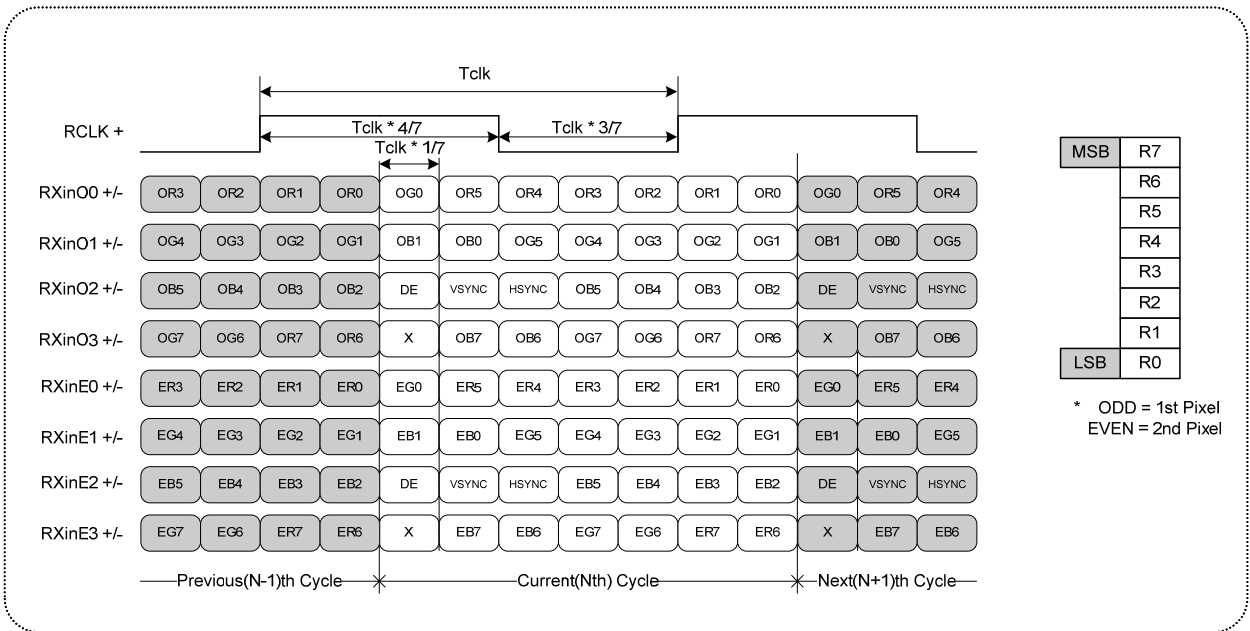 Tclk
RCLK +
Tclk * 4/7
Tclk * 3/7
Tclk * 1/7
RXinO0 +/- OR3 OR2 OR1 OR0 OG0 OR5 OR4 OR3 OR2 OR1 OR0 OG0 OR5 OR4
RXinO1 +/- OG4 OG3 OG2 OG1 OB1 OB0 OG5 OG4 OG3 OG2 OG1 OB1 OB0 OG5
RXinO2 +/- OB5 OB4 OB3 OB2 DE VSYNC HSYNC OB5 OB4 OB3 OB2 DE VSYNC HSYNC
RXinO3 +/- OG7 OG6 OR7 OR6 X OB7 OB6 OG7 OG6 OR7 OR6 X OB7 OB6
RXinE0 +/- ER3 ER2 ER1 ER0 EG0 ER5 ER4 ER3 ER2 ER1 ER0 EG0 ER5 ER4
RXinE1 +/- EG4 EG3 EG2 EG1 EB1 EB0 EG5 EG4 EG3 EG2 EG1 EB1 EB0 EG5
RXinE2 +/- EB5 EB4 EB3 EB2 DE VSYNC HSYNC EB5 EB4 EB3 EB2 DE VSYNC HSYNC
RXinE3 +/- EG7 EG6 ER7 ER6 X EB7 EB6 EG7 EG6 ER7 ER6 X EB7 EB6
Previous(N-1)th Cycle Current(Nth) Cycle Next(N+1)th Cycle
MSB R7
R6
R5
R4
R3
R2
R1
LSB R0
* ODD = 1st Pixel
EVEN = 2nd Pixel